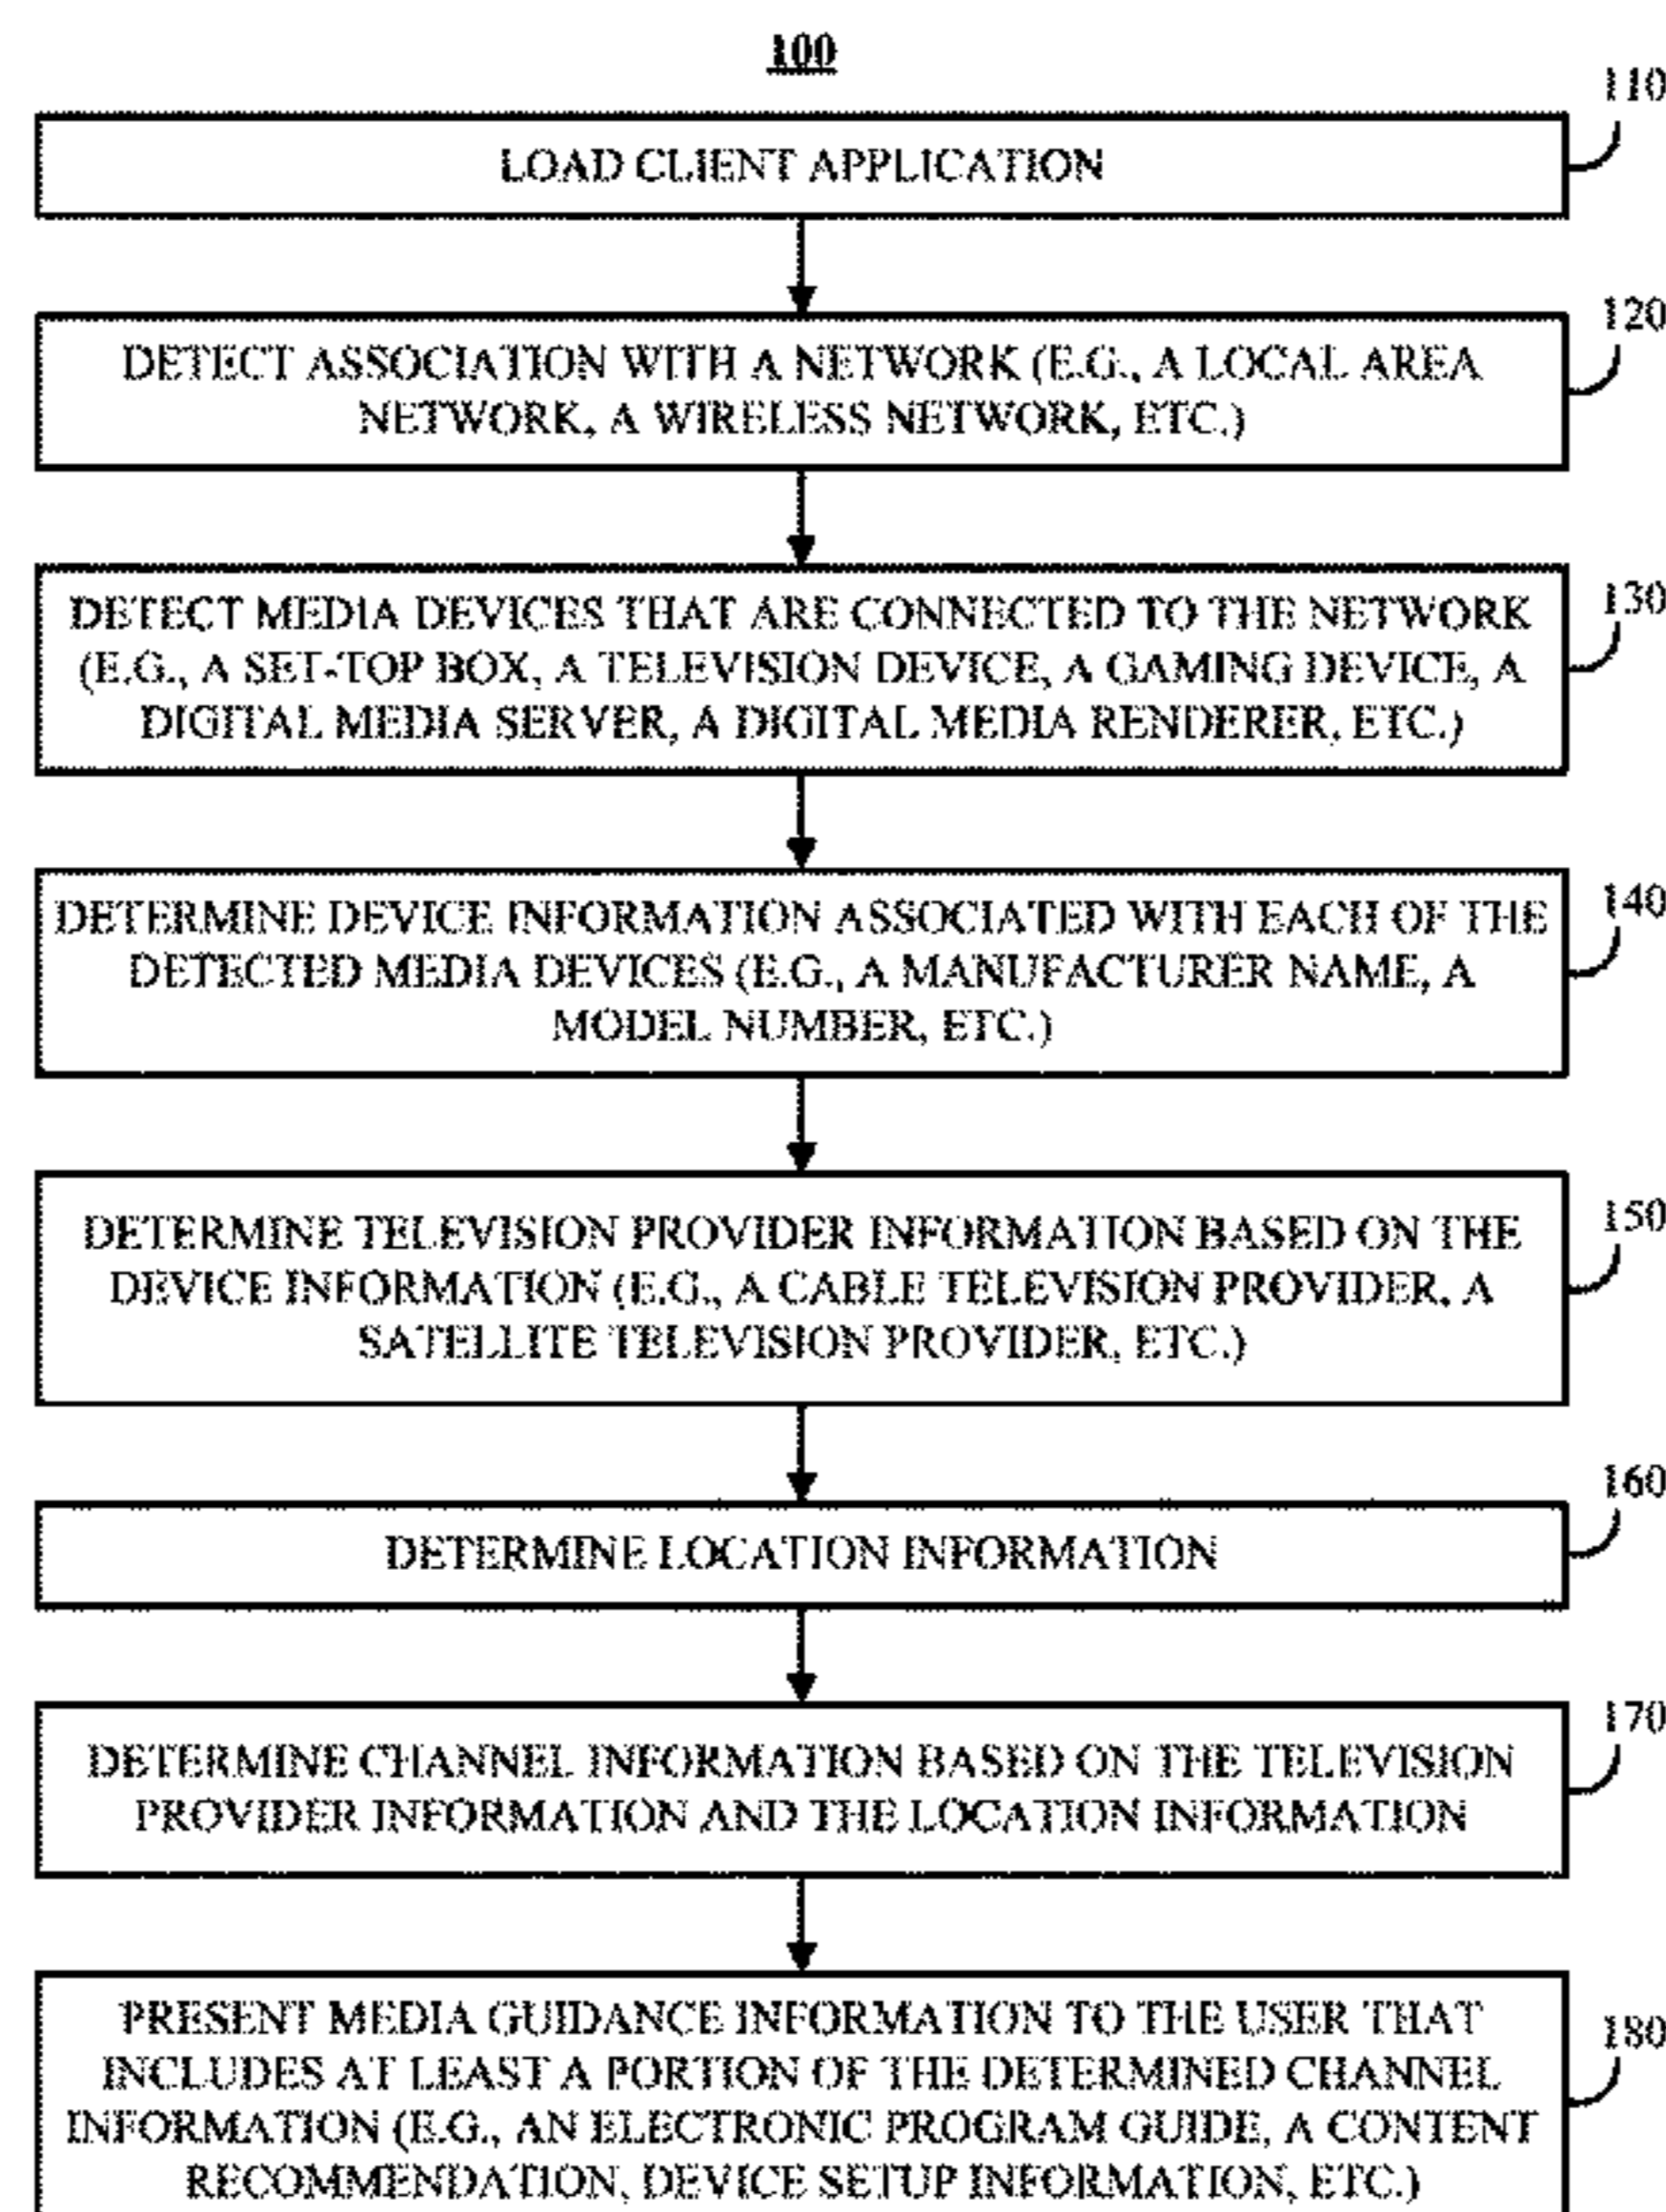 100
110
LOAD CLIENT APPLICATION
120
DETECT ASSOCIATION WITH A NETWORK (E.G., A LOCAL AREA
NETWORK, A WIRELESS NETWORK, ETC.)
130
DETECT MEDIA DEVICES THAT ARE CONNECTED TO THE NETWORK
(E.G., A SET-TOP BOX, A TELEVISION DEVICE, A GAMING DEVICE, A
DIGITAL MEDIA SERVER, A DIGITAL MEDIA RENDERER, ETC.)
140
DETERMINE DEVICE INFORMATION ASSOCIATED WITH EACH OF THE
DETECTED MEDIA DEVICES (E.G., A MANUFACTURER NAME, A
MODEL NUMBER, ETC.)
150
DETERMINE TELEVISION PROVIDER INFORMATION BASED ON THE
DEVICE INFORMATION (E.G., A CABLE TELEVISION PROVIDER, A
SATELLITE TELEVISION PROVIDER, ETC.)
160
DETERMINE LOCATION INFORMATION
170
DETERMINE CHANNEL INFORMATION BASED ON THE TELEVISION
PROVIDER INFORMATION AND THE LOCATION INFORMATION
180
PRESENT MEDIA GUIDANCE INFORMATION TO THE USER THAT
INCLUDES AT LEAST A PORTION OF THE DETERMINED CHANNEL
INFORMATION (E.G., AN ELECTRONIC PROGRAM GUIDE, A CONTENT
RECOMMENDATION, DEVICE SETUP INFORMATION, ETC.)